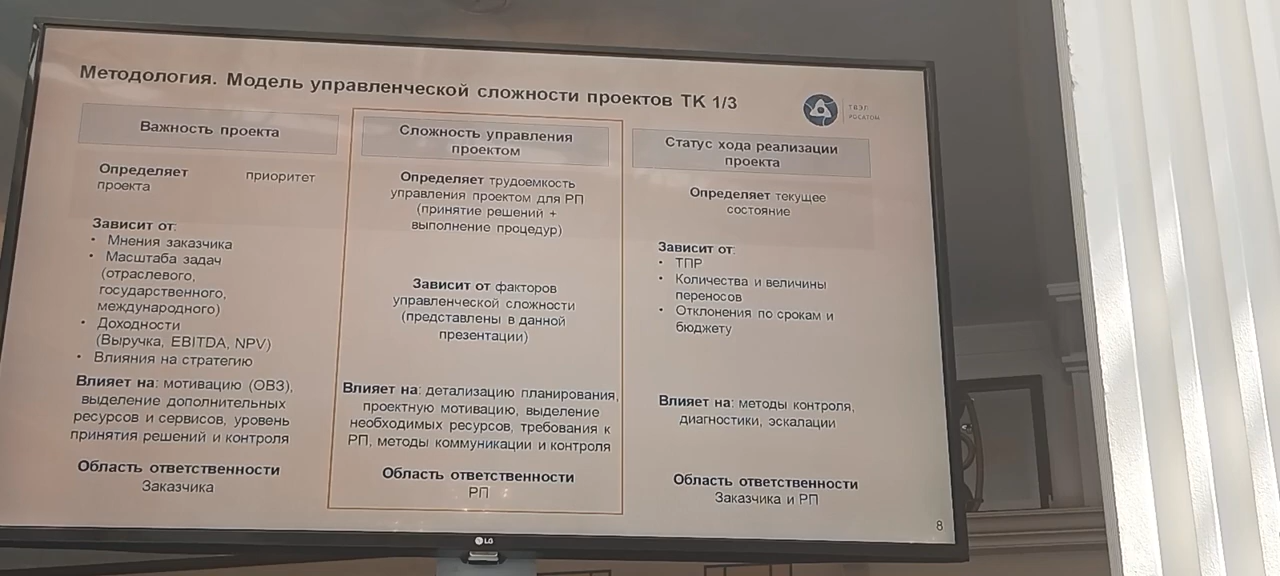 Методология. Модель управленческой сложности проектов ТК 1/3
ТВЭЛ
РОСАТОМ
Важность проекта
Определяет приоритет
проекта
Зависит от:
• Мнения заказчика
• Масштаба задач
(отраслевого,
государственного,
международного)
• Доходности
(Выручка, EBITDA, NPV)
• Влияния на стратегию
Влияет на: мотивацию (ОВЗ),
выделение дополнительных
ресурсов и сервисов, уровень
принятия решений и контроля
Область ответственности
Заказчика
Сложность управления
проектом
Определяет трудоемкость
управления проектом для РП
(принятие решений +
выполнение процедур)
Зависит от факторов
управленческой сложности
(представлены в данной
презентации)
Влияет на: детализацию планирования,
проектную мотивацию, выделение
необходимых ресурсов, требования к
РП, методы коммуникации и контроля
Область ответственности
РП
Статус хода реализации
проекта
Определяет текущее
состояние
Зависит от:
• ТПР
• Количества и величины
переносов
• Отклонения по срокам и
бюджету
Влияет на: методы контроля,
диагностики, эскалации
Область ответственности
Заказчика и РП
8
LG